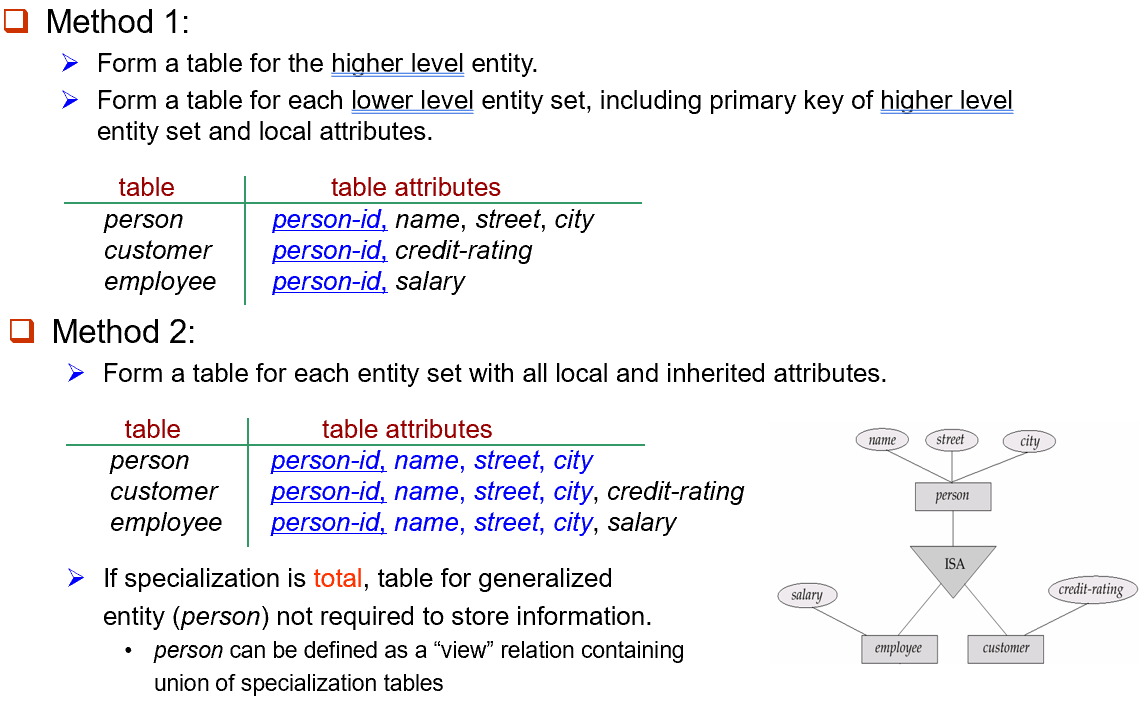 Method 1:
Form a table for the higher level entity.
Form a table for each lower level entity set, including primary key of higher level
entity set and local attributes.
table table attributes
person person-id, name, street, city
customer person-id, credit-rating
employee person-id, salary
Method 2:
Form a table for each entity set with all local and inherited attributes.
table table attributes
person person-id, name, street, city
customer person-id, name, street, city, credit-rating
employee person-id, name, street, city, salary
If specialization is total, table for generalized
entity (person) not required to store information.
• person can be defined as a “view” relation containing
union of specialization tables
name street city
person
ISA
salary credit-rating
employee customer